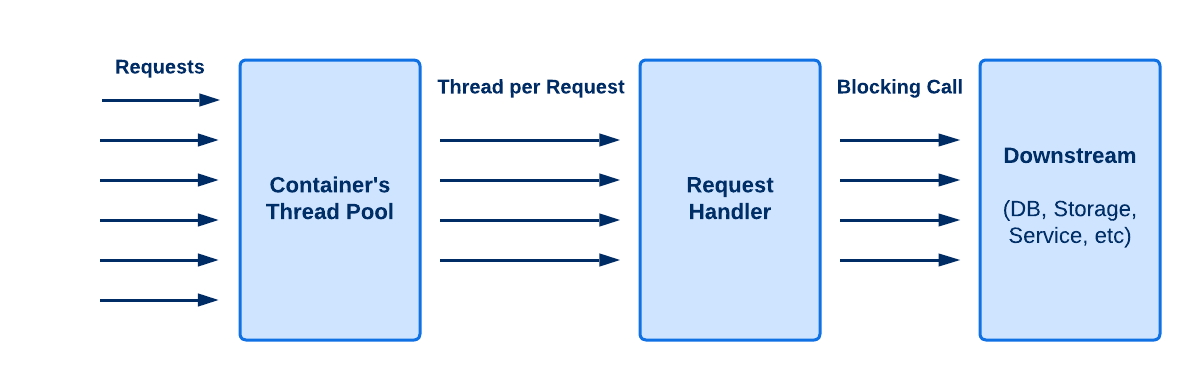 Requests
Container's
Thread Pool
Thread per Request
Request
Handler
Blocking Call
Downstream
(DB, Storage,
Service, etc)